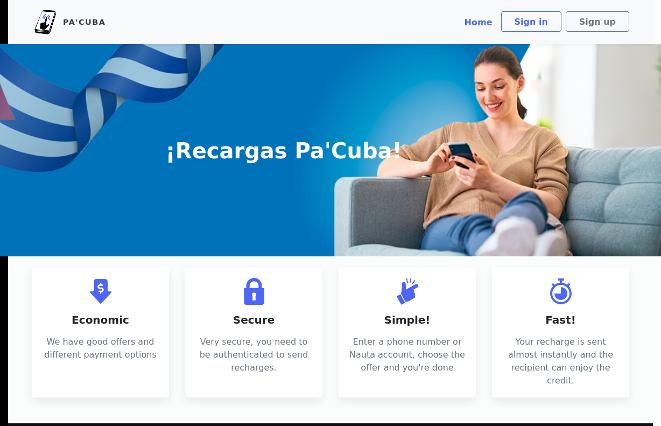 PA'CUBA
Home
Sign in
Sign up
¡Recargas Pa'Cuba!
Economic
We have good offers and
different payment options
Secure
Very secure, you need to
be authenticated to send
recharges.
Simple!
Enter a phone number or
Nauta account, choose the
offer and you're done
Fast!
Your recharge is sent
almost instantly and the
recipient can enjoy the
credit.